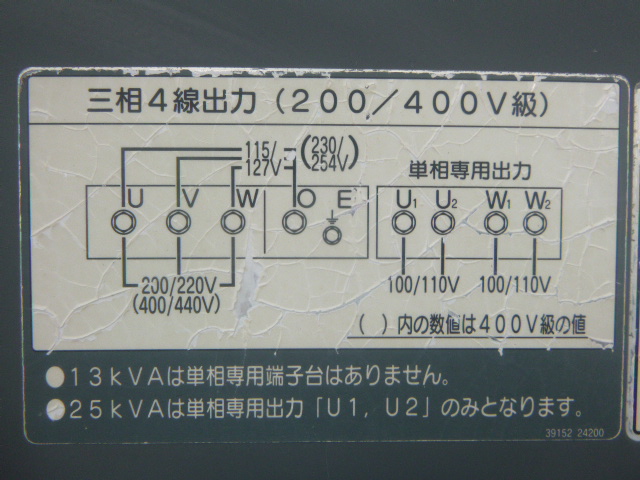 三相4線出力（200／400V級）
115/ (230/
127V 254V)
単相専用出力
U V W O E
U1 U2 W1 W2
200/220V
(400/440V)
100/110V 100/110V
（ ）内の数値は400V級の値
●13kVAは単相専用端子台はありません。
●25kVAは単相専用出力「U1，U2」のみとなります。
39152 24200